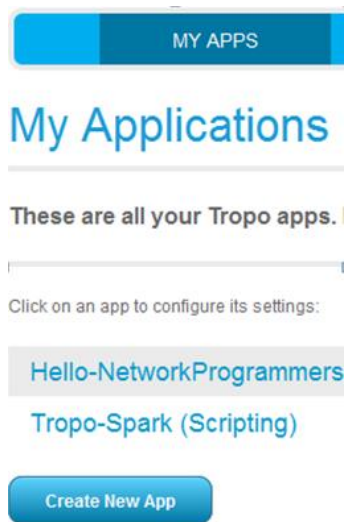 MY APPS
My Applications
These are all your Tropo apps.
Click on an app to configure its settings:
Hello-NetworkProgrammers
Tropo-Spark (Scripting)
Create New App